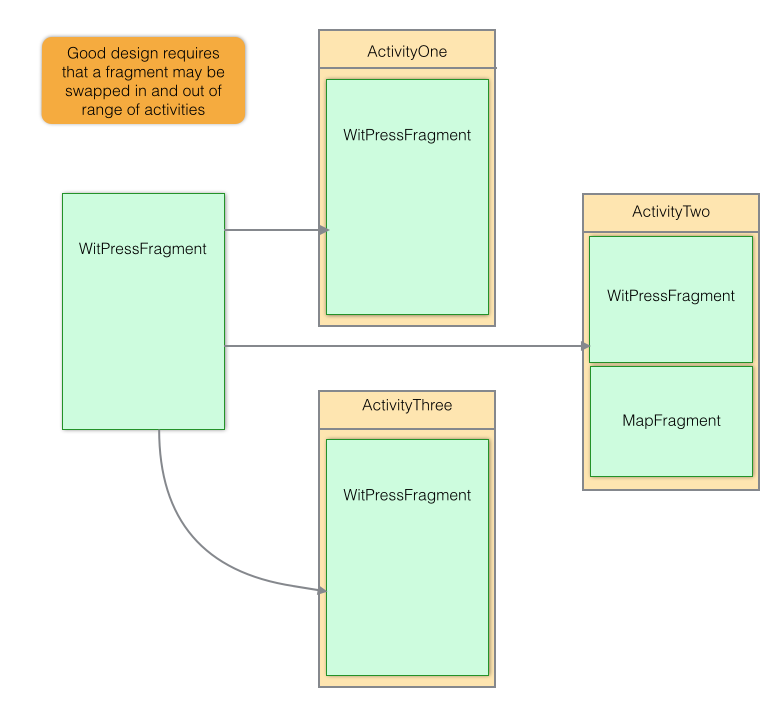 Good design requires
that a fragment may be
swapped in and out of
range of activities
ActivityOne
WitPressFragment
WitPressFragment
ActivityTwo
WitPressFragment
MapFragment
ActivityThree
WitPressFragment